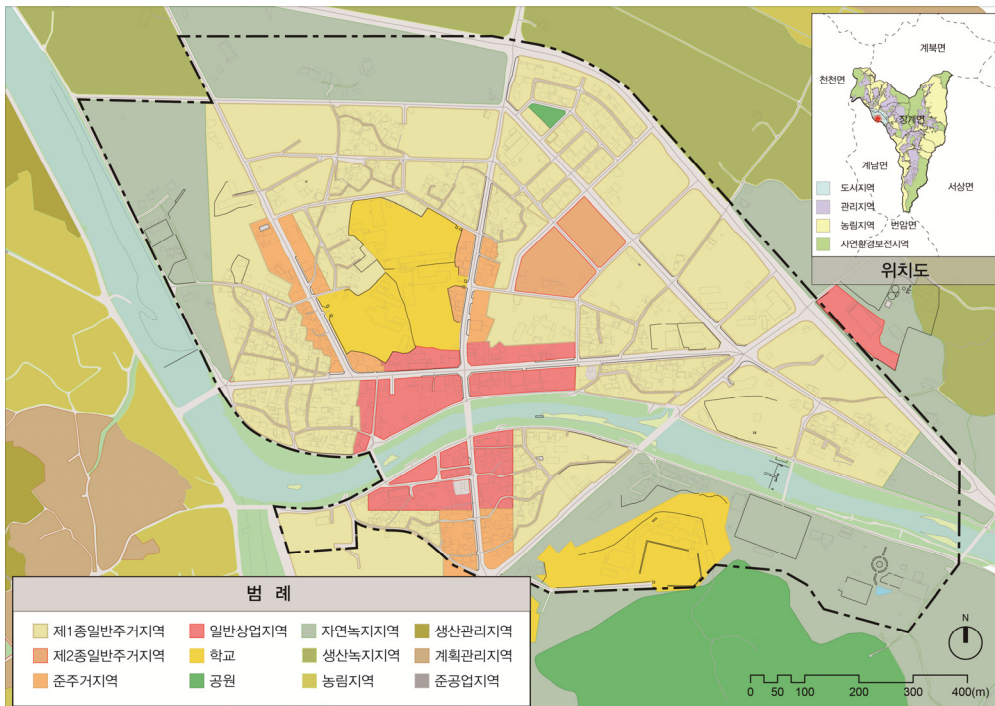 계북면
천천면
장계면
계남면
서상면
번암면
도시지역
관리지역
농림지역
자연환경보전지역
위치도
범 례
제1종일반주거지역
일반상업지역
자연녹지지역
생산관리지역
제2종일반주거지역
학교
생산녹지지역
계획관리지역
준주거지역
공원
농림지역
준공업지역
N
0 50 100 200 300 400(m)